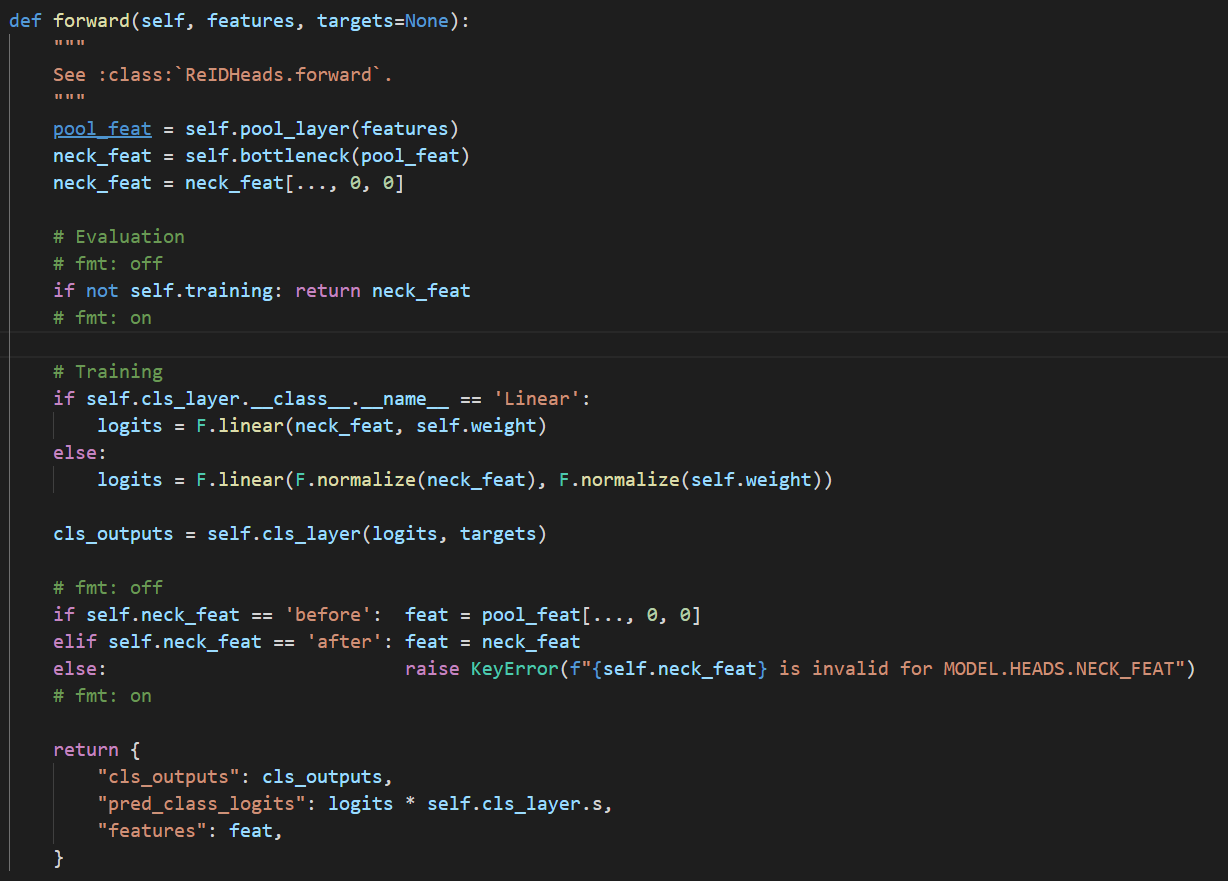 def forward(self, features, targets=None):
    """
    See :class:`ReIDHeads.forward`.
    """
    pool_feat = self.pool_layer(features)
    neck_feat = self.bottleneck(pool_feat)
    neck_feat = neck_feat[..., 0, 0]

    # Evaluation
    # fmt: off
    if not self.training: return neck_feat
    # fmt: on

    # Training
    if self.cls_layer.__class__.__name__ == 'Linear':
        logits = F.linear(neck_feat, self.weight)
    else:
        logits = F.linear(F.normalize(neck_feat), F.normalize(self.weight))

    cls_outputs = self.cls_layer(logits, targets)

    # fmt: off
    if self.neck_feat == 'before':  feat = pool_feat[..., 0, 0]
    elif self.neck_feat == 'after': feat = neck_feat
    else:                           raise KeyError(f"{self.neck_feat} is invalid for MODEL.HEADS.NECK_FEAT")
    # fmt: on

    return {
        "cls_outputs": cls_outputs,
        "pred_class_logits": logits * self.cls_layer.s,
        "features": feat,
    }